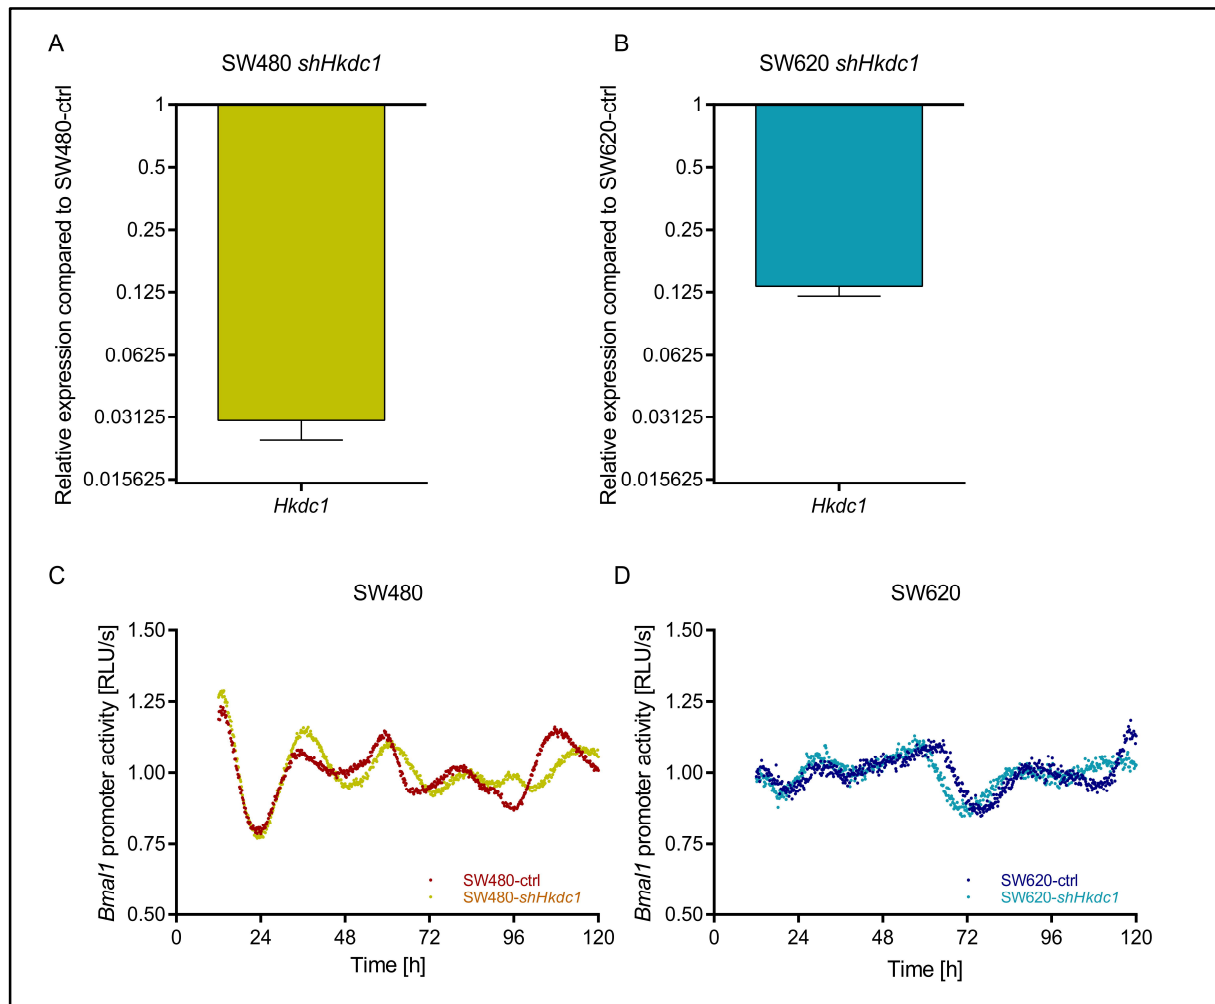 A
SW480 shHkdc1
Relative expression compared to SW480-ctrl
1
0.5
0.25
0.125
0.0625
0.03125
0.015625
Hkdc1
B
SW620 shHkdc1
Relative expression compared to SW620-ctrl
1
0.5
0.25
0.125
0.0625
0.03125
0.015625
Hkdc1
C
SW480
Bmal1 promoter activity [RLU/s]
1.50
1.25
1.00
0.75
0.50
SW480-ctrl
SW480-shHkdc1
0 24 48 72 96 120
Time [h]
D
SW620
Bmal1 promoter activity [RLU/s]
1.50
1.25
1.00
0.75
0.50
SW620-ctrl
SW620-shHkdc1
0 24 48 72 96 120
Time [h]